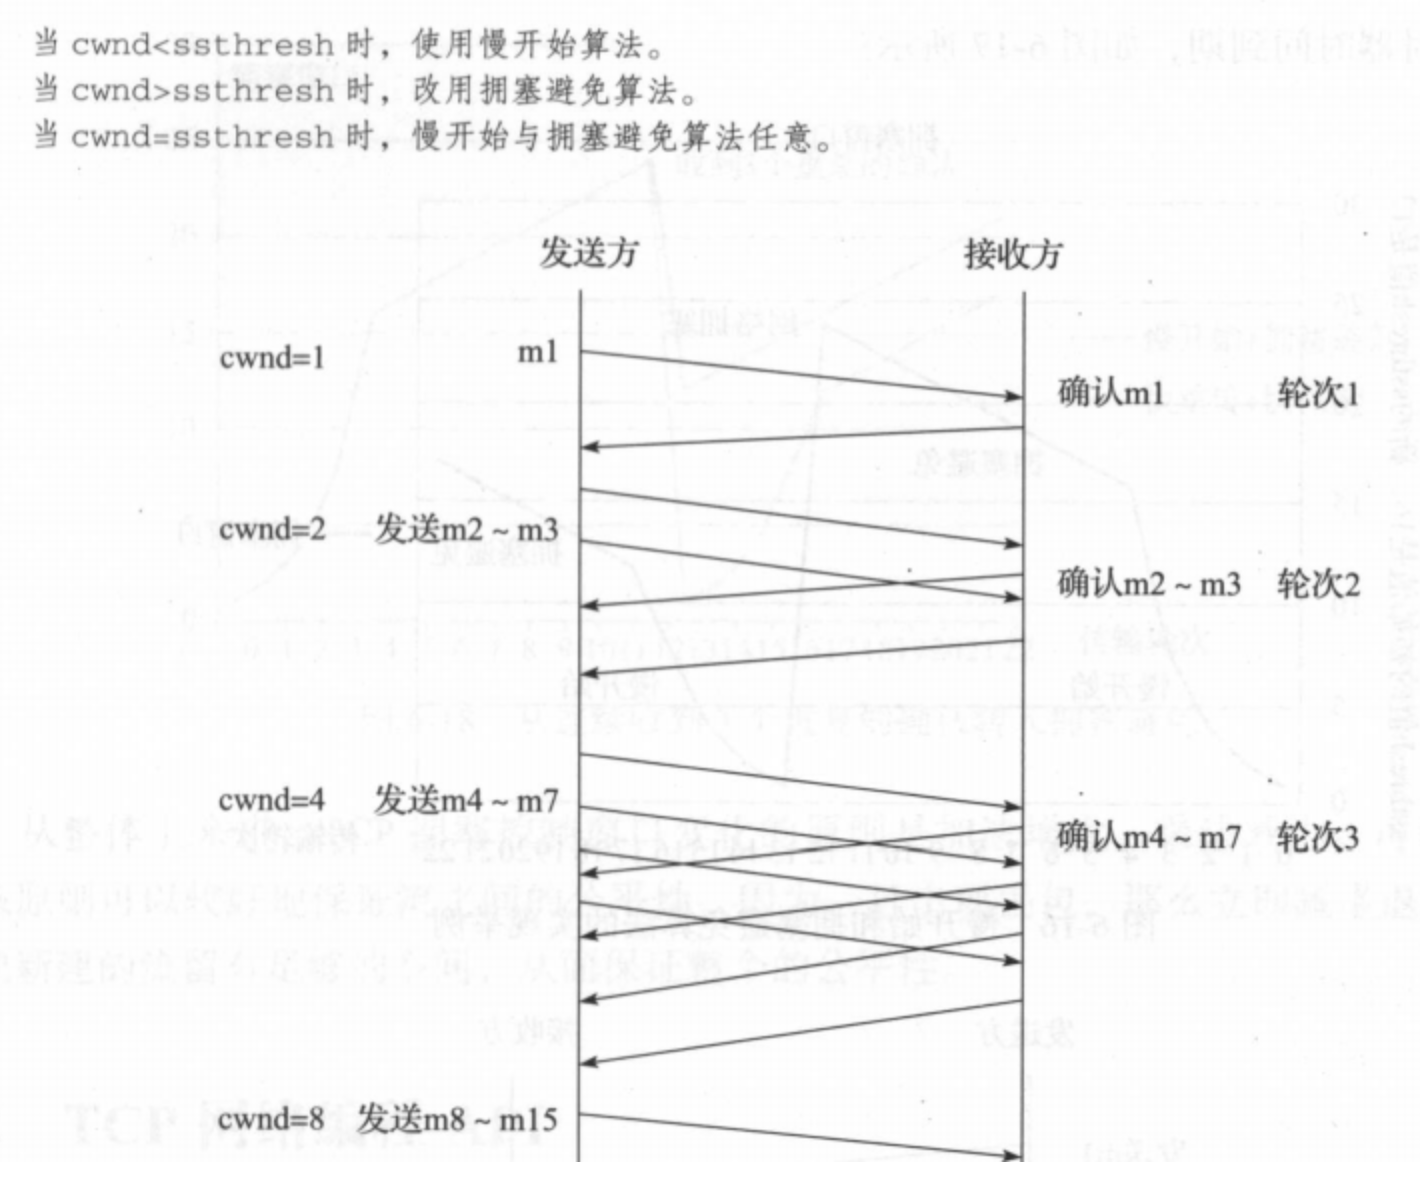 当 cwnd<ssthresh 时，使用慢开始算法。
当 cwnd>ssthresh 时，改用拥塞避免算法。
当 cwnd=ssthresh 时，慢开始与拥塞避免算法任意。
发送方 接收方
cwnd=1 m1
确认m1 轮次1
cwnd=2 发送m2～m3
确认m2～m3 轮次2
cwnd=4 发送m4～m7
确认m4～m7 轮次3
cwnd=8 发送m8～m15